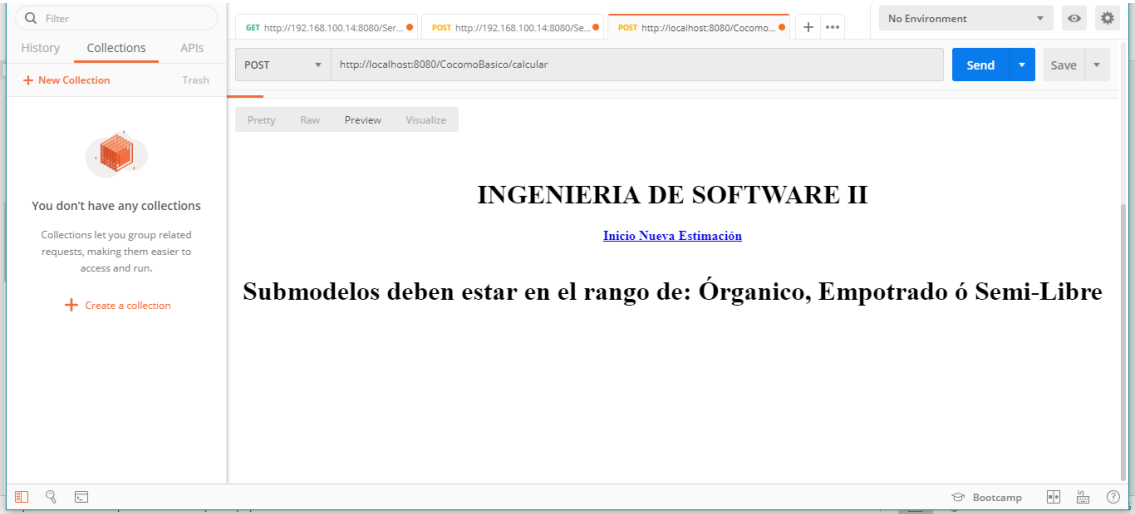 Filter
History Collections APIs
+ New Collection Trash
You don't have any collections
Collections let you group related
requests, making them easier to
access and run.
+ Create a collection
GET http://192.168.100.14:8080/Ser...
POST http://192.168.100.14:8080/Se...
POST http://localhost:8080/Cocomo...
No Environment
POST http://localhost:8080/CocomoBasico/calcular
Send Save
Pretty Raw Preview Visualize
INGENIERIA DE SOFTWARE II
Inicio Nueva Estimación
Submodelos deben estar en el rango de: Órganico, Empotrado ó Semi-Libre
Bootcamp